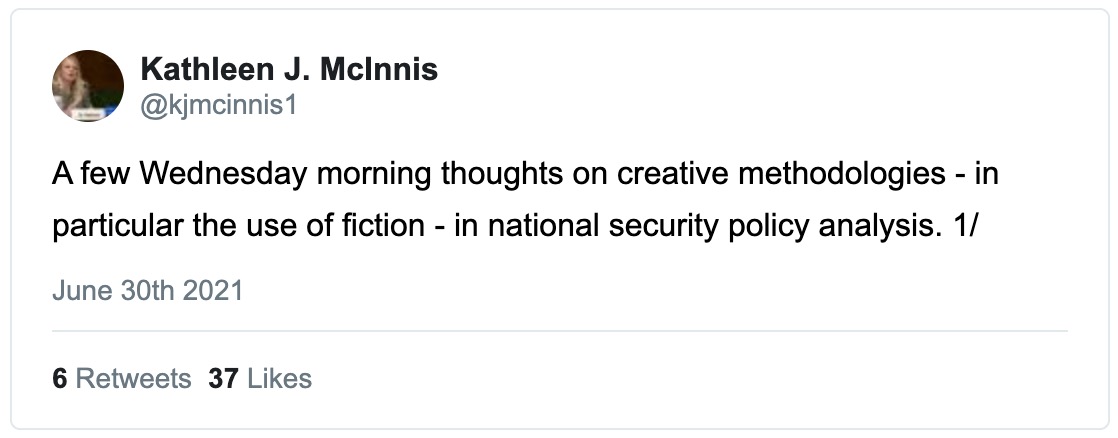 Kathleen J. McInnis
@kjmcinnis1
A few Wednesday morning thoughts on creative methodologies - in
particular the use of fiction - in national security policy analysis. 1/
June 30th 2021
6 Retweets 37 Likes